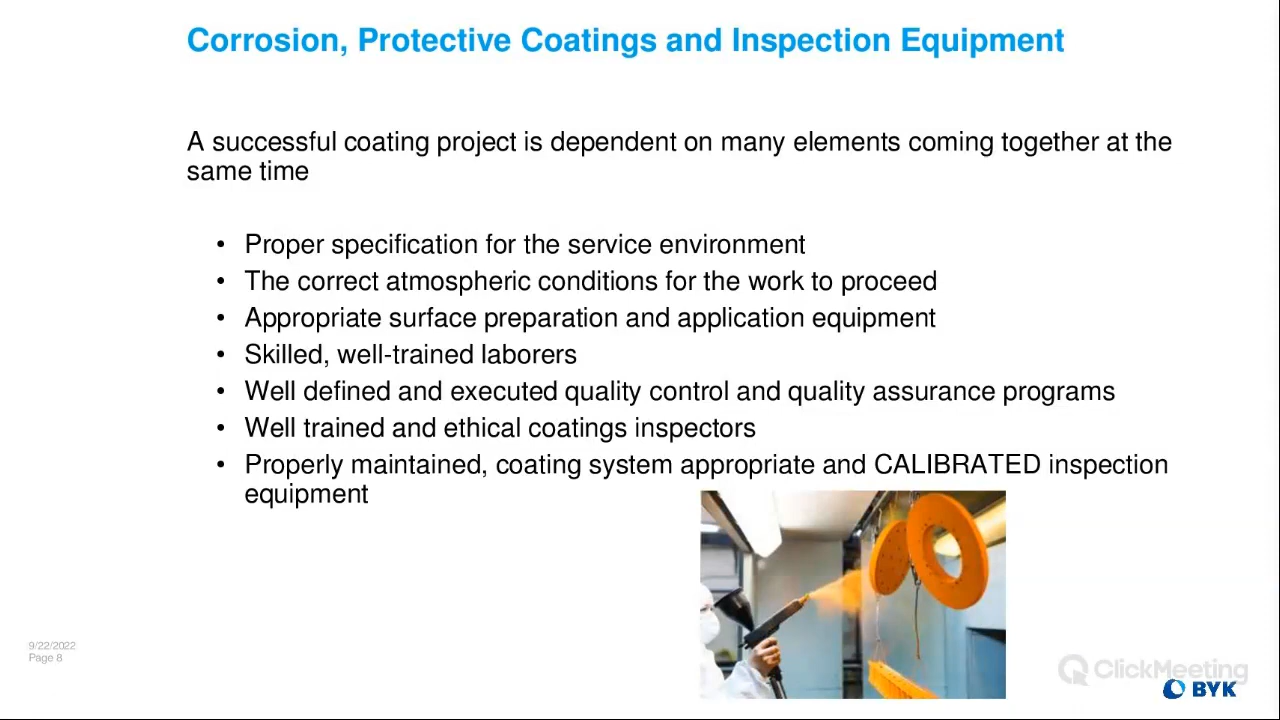 Corrosion, Protective Coatings and Inspection Equipment
A successful coating project is dependent on many elements coming together at the
same time
• Proper specification for the service environment
• The correct atmospheric conditions for the work to proceed
• Appropriate surface preparation and application equipment
• Skilled, well-trained laborers
• Well defined and executed quality control and quality assurance programs
• Well trained and ethical coatings inspectors
• Properly maintained, coating system appropriate and CALIBRATED inspection
equipment
9/22/2022
Page 8
ClickMeeting
BYK